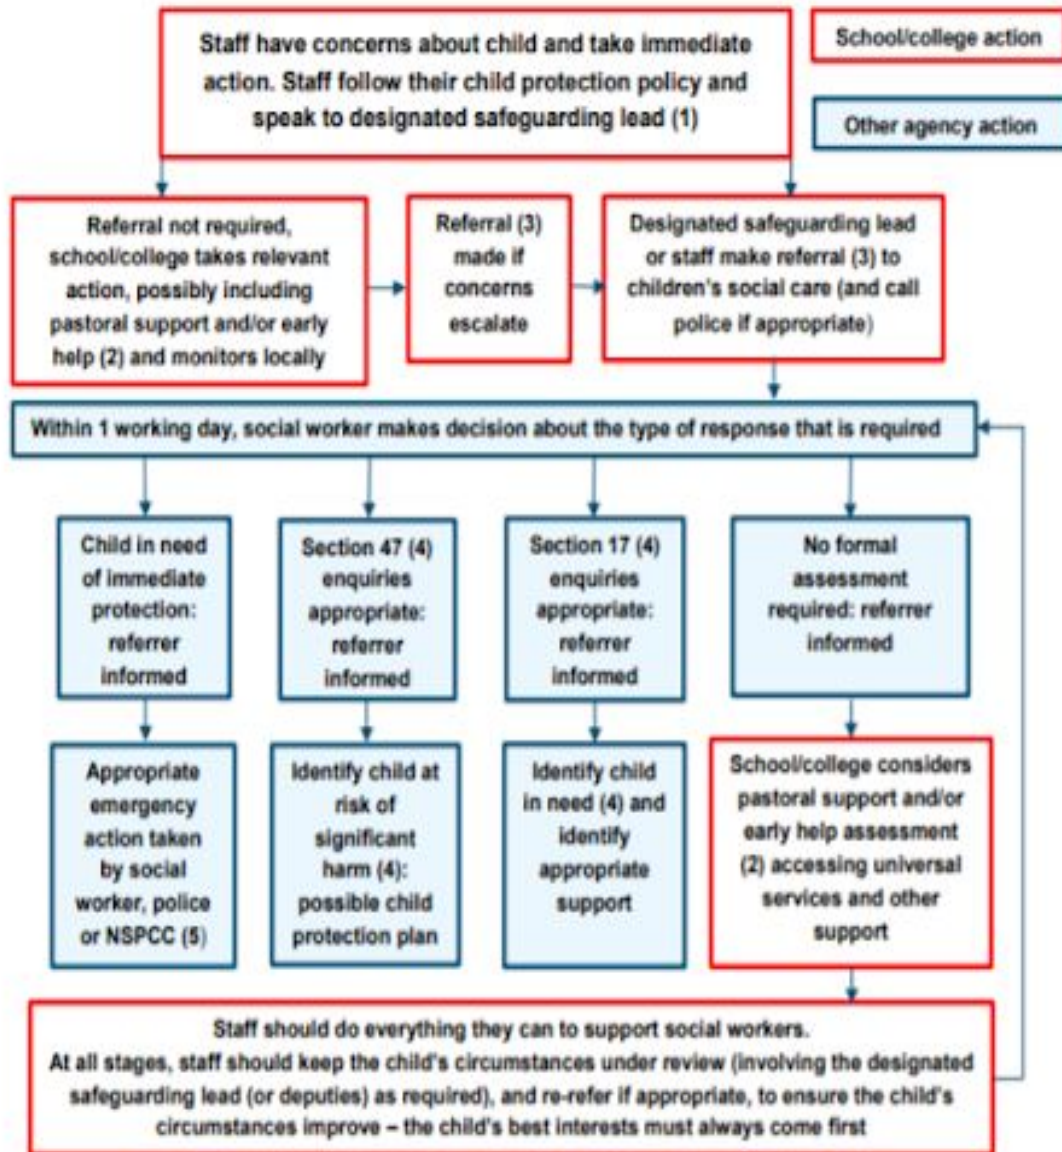 Staff have concerns about child and take immediate
action. Staff follow their child protection policy and
speak to designated safeguarding lead (1)
School/college action
Other agency action
Referral not required,
school/college takes relevant
action, possibly including
pastoral support and/or early
help (2) and monitors locally
Referral (3)
made if
concerns
escalate
Designated safeguarding lead
or staff make referral (3) to
children's social care (and call
police if appropriate)
Within 1 working day, social worker makes decision about the type of response that is required
Child in need
of immediate
protection:
referrer
informed
Section 47 (4)
enquiries
appropriate:
referrer
informed
Section 17 (4)
enquiries
appropriate:
referrer
informed
No formal
assessment
required: referrer
informed
Appropriate
emergency
action taken
by social
worker, police
or NSPCC (5)
Identify child at
risk of
significant
harm (4):
possible child
protection plan
Identify child
in need (4) and
identify
appropriate
support
School/college considers
pastoral support and/or
early help assessment
(2) accessing universal
services and other
support
Staff should do everything they can to support social workers.
At all stages, staff should keep the child's circumstances under review (involving the designated
safeguarding lead (or deputies) as required), and re-refer if appropriate, to ensure the child's
circumstances improve – the child's best interests must always come first